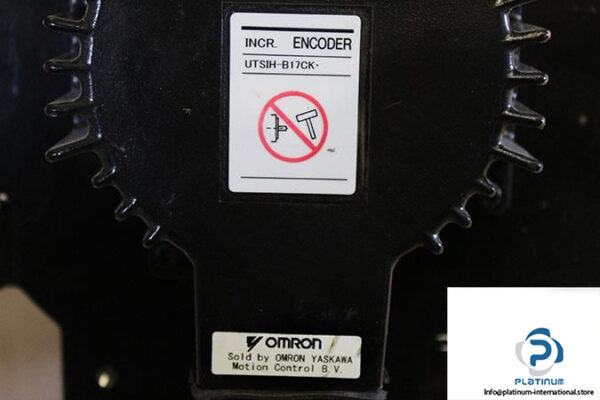 INCR. ENCODER
UTSIH-B17CK·
OMRON
Sold by OMRON YASKAWA
Motion Control B.V.
PLATINUM
Info@platinum-international.store